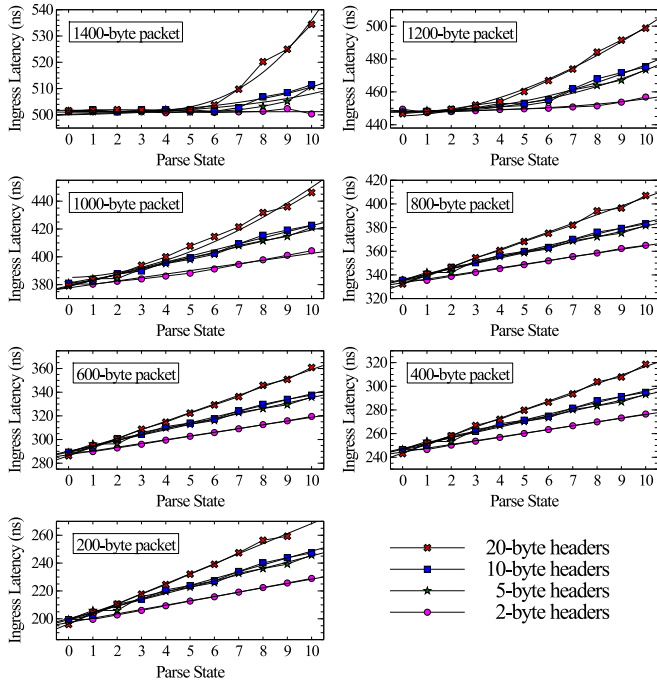 1400-byte packet
Ingress Latency (ns)
540
530
520
510
500
0 1 2 3 4 5 6 7 8 9 10
Parse State
1200-byte packet
Ingress Latency (ns)
500
480
460
440
0 1 2 3 4 5 6 7 8 9 10
Parse State
1000-byte packet
Ingress Latency (ns)
440
420
400
380
0 1 2 3 4 5 6 7 8 9 10
Parse State
800-byte packet
Ingress Latency (ns)
420
400
380
360
340
320
0 1 2 3 4 5 6 7 8 9 10
Parse State
600-byte packet
Ingress Latency (ns)
360
340
320
300
280
0 1 2 3 4 5 6 7 8 9 10
Parse State
400-byte packet
Ingress Latency (ns)
320
300
280
260
240
0 1 2 3 4 5 6 7 8 9 10
Parse State
200-byte packet
Ingress Latency (ns)
260
240
220
200
0 1 2 3 4 5 6 7 8 9 10
Parse State
20-byte headers
10-byte headers
5-byte headers
2-byte headers